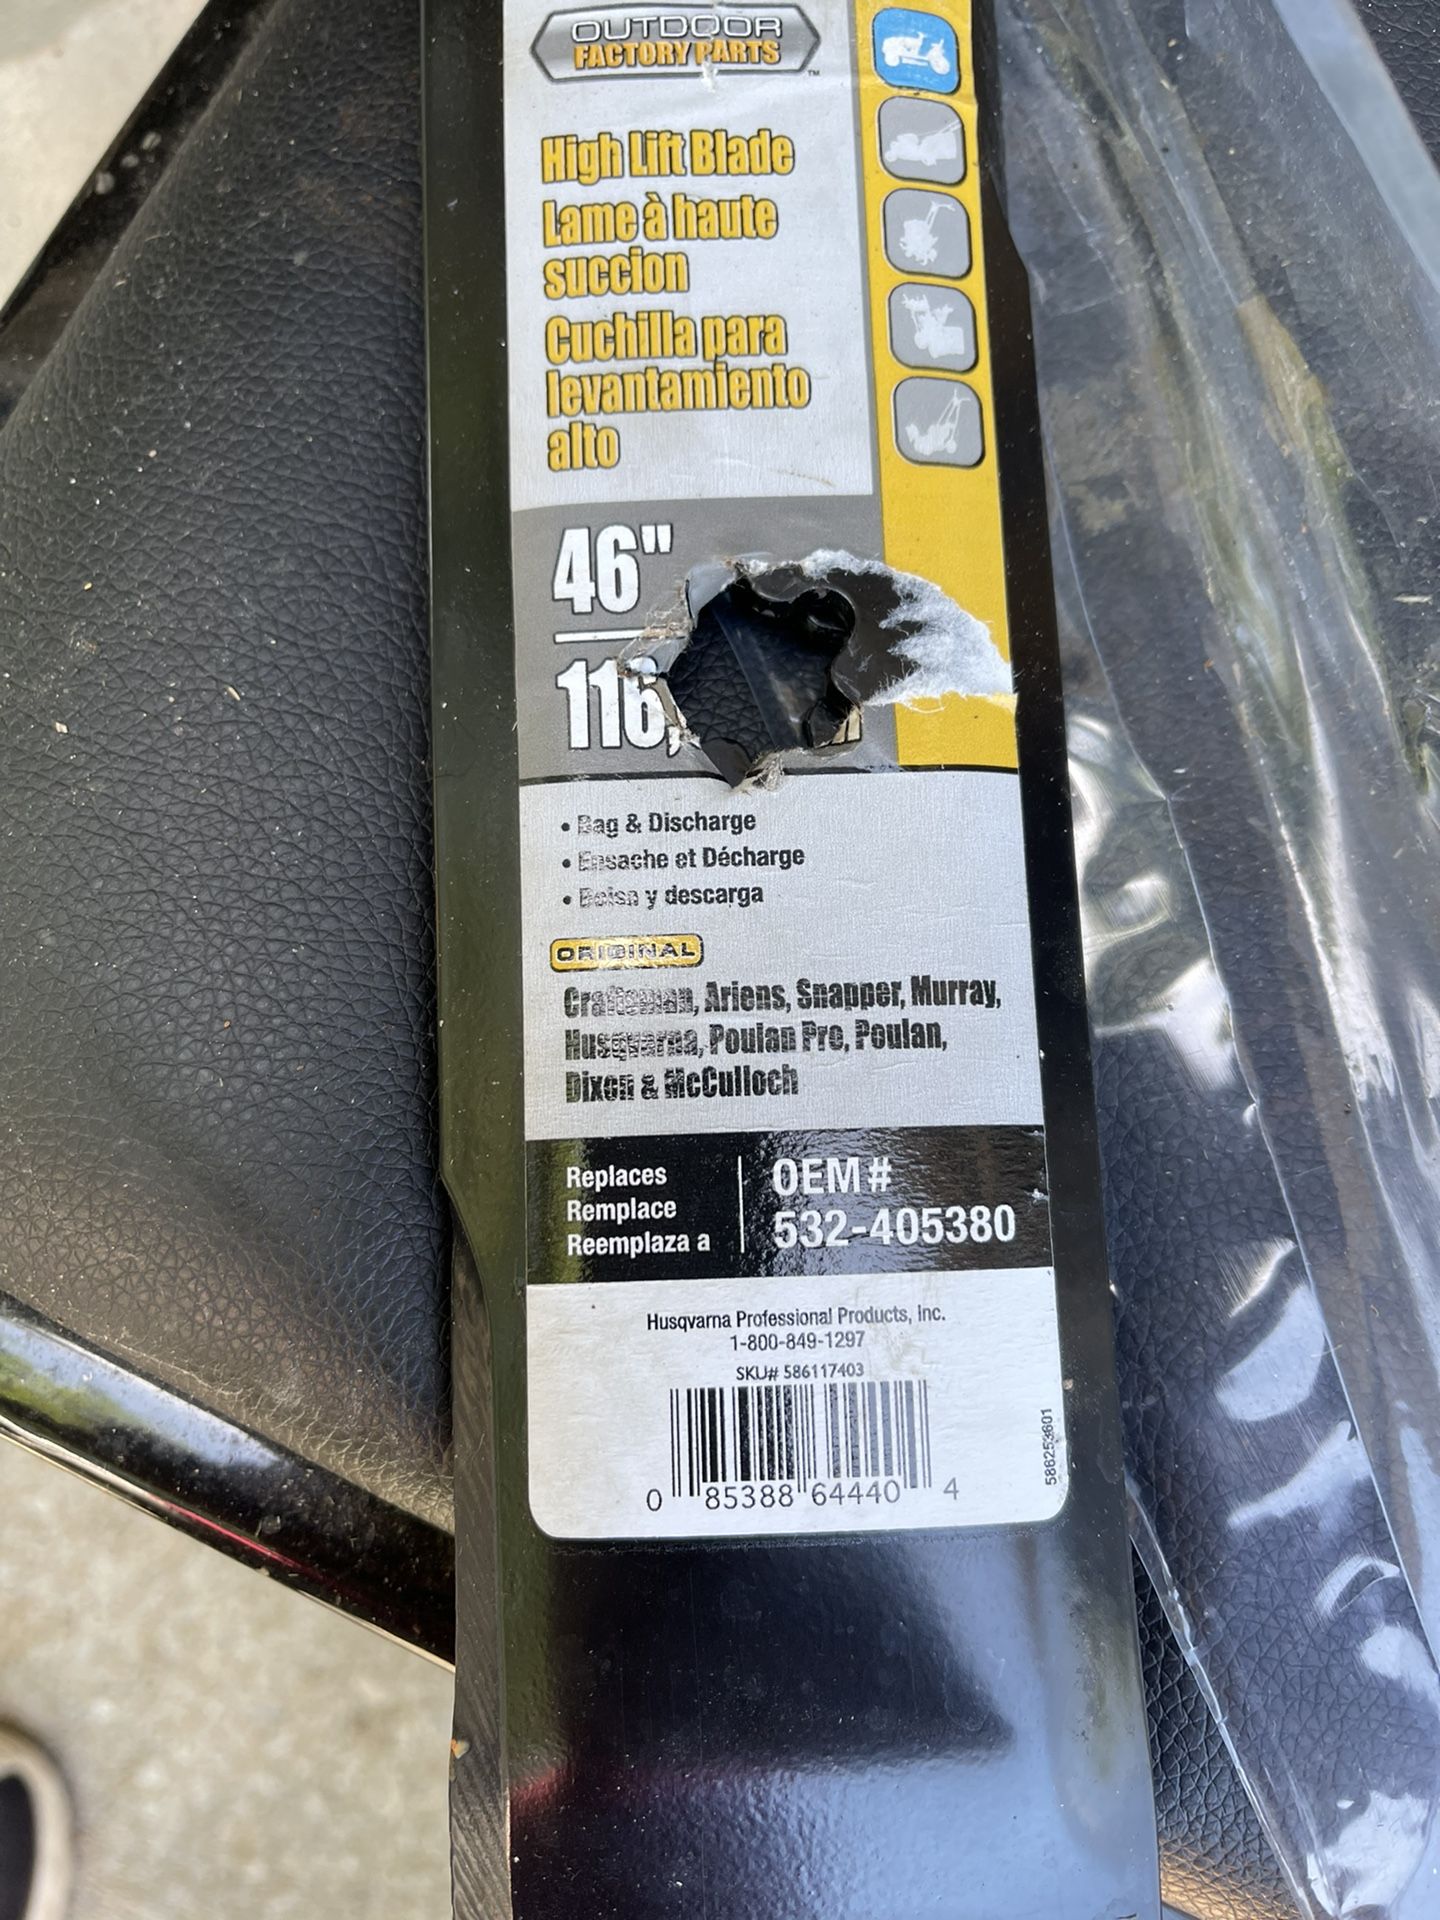 OUTDOOR
FACTORY PARTS
™
High Lift Blade
Lame à haute
succion
Cuchilla para
levantamiento
alto
46"
116,
• Bag & Discharge
• Ensache et Décharge
• Bolsa y descarga
ORIGINAL
Craftsman, Ariens, Snapper, Murray,
Husqvarna, Poulan Pro, Poulan,
Dixon & McCulloch
Replaces
Remplace
Reemplaza a
OEM#
532-405380
Husqvarna Professional Products, Inc.
1-800-849-1297
SKU# 586117403
0 85388 64440 4
586253601